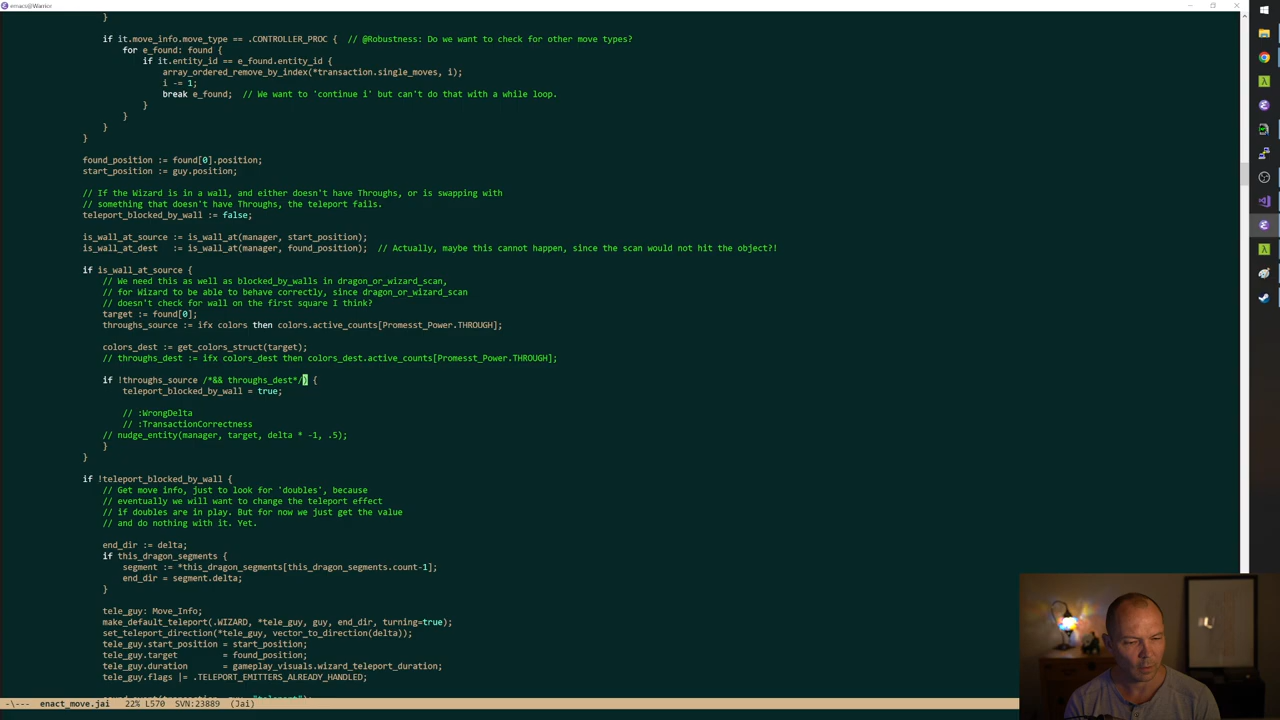 emacs@Warrior
}
if it.move_info.move_type == .CONTROLLER_PROC {  // @Robustness: Do we want to check for other move types?
for e_found: found {
if it.entity_id == e_found.entity_id {
array_ordered_remove_by_index(*transaction.single_moves, i);
i -= 1;
break e_found;  // We want to 'continue i' but can't do that with a while loop.
}
}
}
}
found_position := found[0].position;
start_position := guy.position;
// If the Wizard is in a wall, and either doesn't have Throughs, or is swapping with
// something that doesn't have Throughs, the teleport fails.
teleport_blocked_by_wall := false;
is_wall_at_source := is_wall_at(manager, start_position);
is_wall_at_dest   := is_wall_at(manager, found_position);  // Actually, maybe this cannot happen, since the scan would not hit the object?!
if is_wall_at_source {
// We need this as well as blocked_by_walls in dragon_or_wizard_scan,
// for Wizard to be able to behave correctly, since dragon_or_wizard_scan
// doesn't check for wall on the first square I think?
target := found[0];
throughs_source := ifx colors then colors.active_counts[Promesst_Power.THROUGH];
colors_dest := get_colors_struct(target);
// throughs_dest := ifx colors_dest then colors_dest.active_counts[Promesst_Power.THROUGH];
if !throughs_source /*&& throughs_dest*/) {
teleport_blocked_by_wall = true;
// :WrongDelta
// :TransactionCorrectness
// nudge_entity(manager, target, delta * -1, .5);
}
}
if !teleport_blocked_by_wall {
// Get move info, just to look for 'doubles', because
// eventually we will want to change the teleport effect
// if doubles are in play. But for now we just get the value
// and do nothing with it. Yet.
end_dir := delta;
if this_dragon_segments {
segment := *this_dragon_segments[this_dragon_segments.count-1];
end_dir = segment.delta;
}
tele_guy: Move_Info;
make_default_teleport(.WIZARD, *tele_guy, guy, end_dir, turning=true);
set_teleport_direction(*tele_guy, vector_to_direction(delta));
tele_guy.start_position = start_position;
tele_guy.target         = found_position;
tele_guy.duration       = gameplay_visuals.wizard_teleport_duration;
tele_guy.flags |= .TELEPORT_EMITTERS_ALREADY_HANDLED;
-\---  enact_move.jai   22% L570  SVN:23889  (Jai)